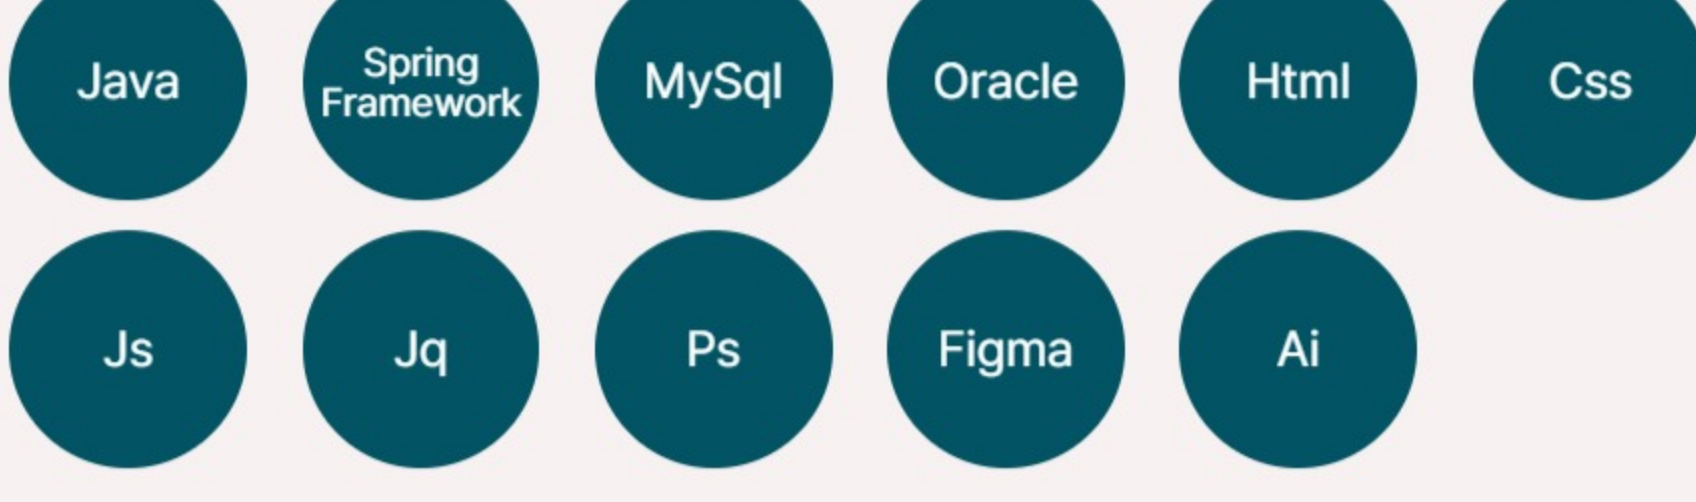 Java
Spring
Framework
MySql
Oracle
Html
Css
Js
Jq
Ps
Figma
Ai